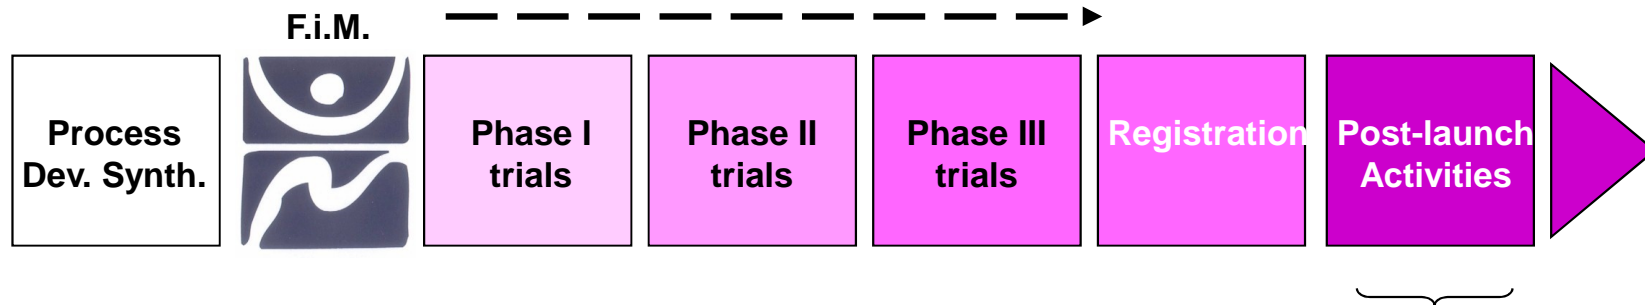 F.i.M.
Process
Dev. Synth.
Phase I
trials
Phase II
trials
Phase III
trials
Registration
Post-launch
Activities